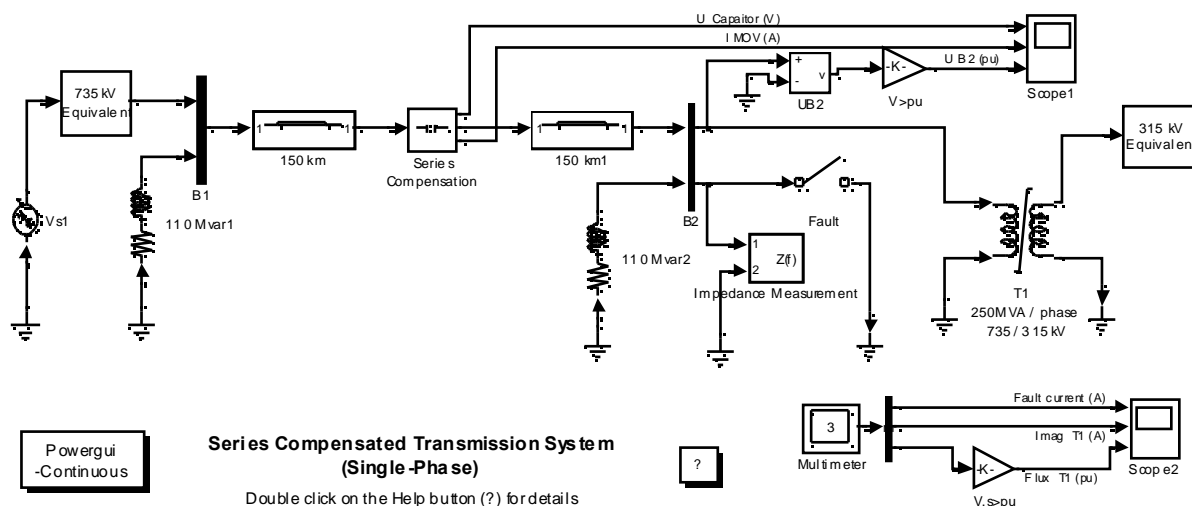 U Capaitor (V)
I MOV (A)
U B2 (pu)
Scope1
+
-
v
UB2
-K-
V>pu
735 kV
Equivalent
315 kV
Equivalent
1
1
150 km
Series
Compensation
1
1
150 km1
B1
B2
Vs1
110 Mvar1
110 Mvar2
Fault
1
2
Z(f)
Impedance Measurement
T1
250MVA / phase
735 / 315 kV
Powergui
-Continuous
Series Compensated Transmission System
(Single-Phase)
Double click on the Help button (?) for details
?
3
Multimeter
Fault current (A)
Imag T1 (A)
Flux T1 (pu)
-K-
V.s>pu
Scope2